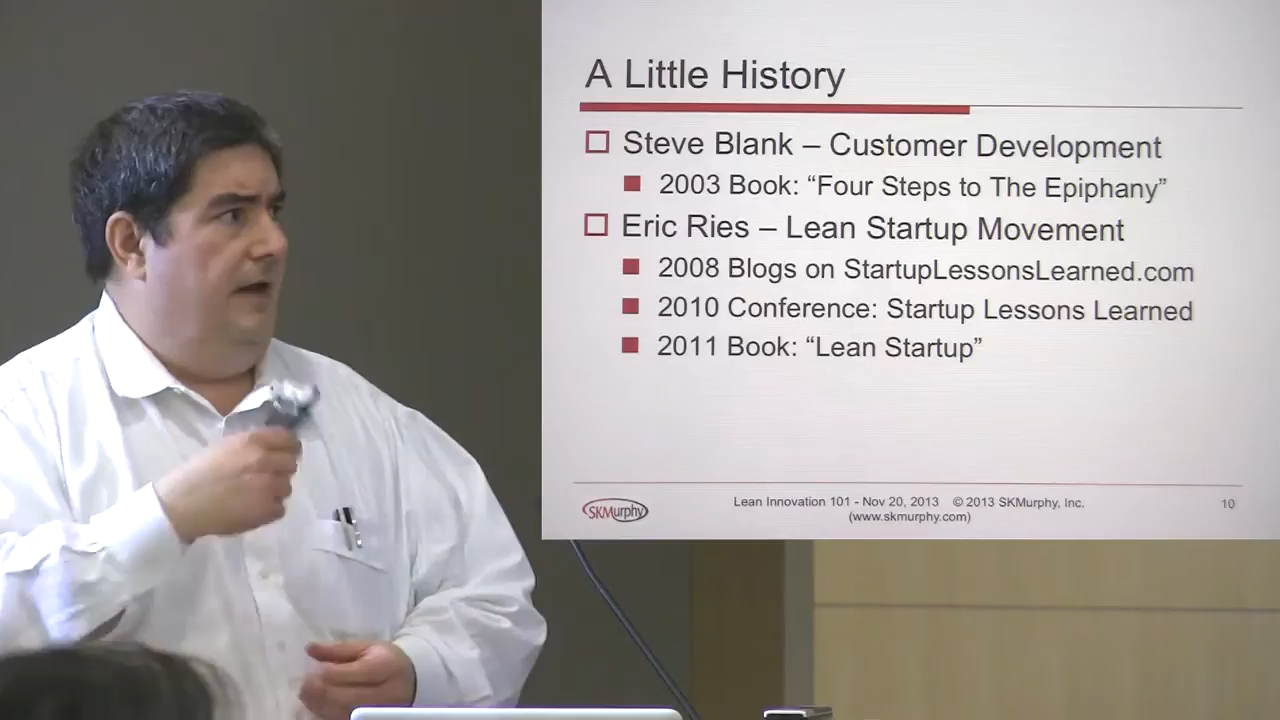 A Little History
Steve Blank – Customer Development
2003 Book: “Four Steps to The Epiphany”
Eric Ries – Lean Startup Movement
2008 Blogs on StartupLessonsLearned.com
2010 Conference: Startup Lessons Learned
2011 Book: “Lean Startup”
SKMurphy
Lean Innovation 101 - Nov 20, 2013 © 2013 SKMurphy, Inc.
(www.skmurphy.com)
10